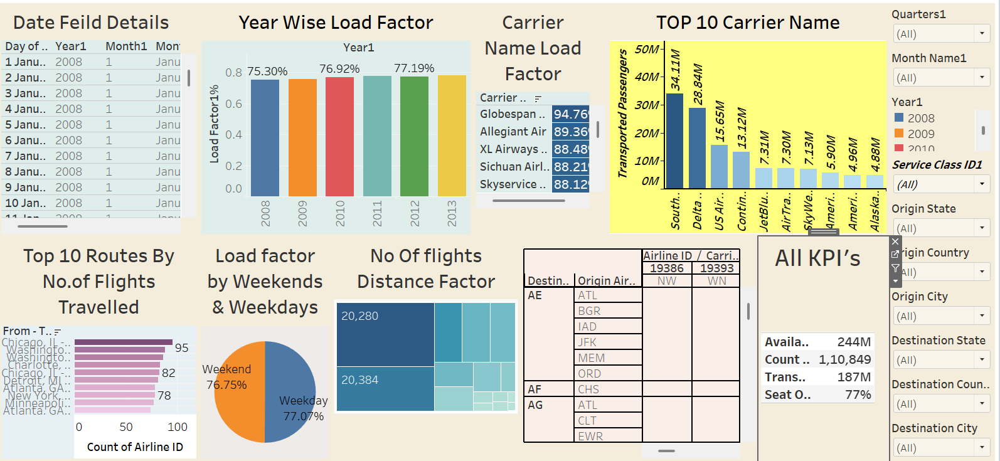 Date Feild Details
Day of .. Year1 Month1 Mon
1 Janu.. 2008 1 Janu
2 Janu.. 2008 1 Janu
3 Janu.. 2008 1 Janu
4 Janu.. 2008 1 Janu
5 Janu.. 2008 1 Janu
6 Janu.. 2008 1 Janu
7 Janu.. 2008 1 Janu
8 Janu.. 2008 1 Janu
9 Janu.. 2008 1 Janu
10 Jan.. 2008 1 Janu
11 Jan.. 2008 1 Janu
Year Wise Load Factor
Year1
Load Factor1%
0.8
0.6
0.4
0.2
0.0
75.30% 76.92% 77.19%
2008 2009 2010 2011 2012 2013
Carrier
Name Load
Factor
Carrier ..
Globespan .. 94.76%
Allegiant Air 89.36%
XL Airways .. 88.48%
Sichuan Airl.. 88.21%
Skyservice .. 88.12%
TOP 10 Carrier Name
Transported Passengers
50M
40M
30M
20M
10M
0M
34.11M 28.84M 15.65M 13.12M 7.31M 7.30M 7.13M 5.90M 4.96M 4.88M
South.. Delta .. US Air.. Contin.. JetBlu.. AirTra.. SkyWe.. Ameri.. Ameri.. Alaska..
Quarters1
(All)
Month Name1
(All)
Year1
2008
2009
2010
Service Class ID1
(All)
Origin State
(All)
Origin Country
(All)
Origin City
(All)
Destination State
(All)
Destination Coun..
(All)
Destination City
(All)
Top 10 Routes By
No.of Flights
Travelled
From - T..
Chicago, IL -..
Washingto..
Washingto..
Charlotte, ..
Chicago, IL -..
Detroit, MI ..
Atlanta, GA..
New York, ..
Minneapoli..
Atlanta, GA..
95
82
78
0 50 100
Count of Airline ID
Load factor
by Weekends
& Weekdays
Weekend
76.75%
Weekday
77.07%
No Of flights
Distance Factor
20,280
20,384
Airline ID / Carri..
19386 19393
Destin.. Origin Air.. NW WN
AE ATL
BGR
IAD
JFK
MEM
ORD
AF CHS
AG ATL
CLT
EWR
All KPI's
Availa.. 244M
Count .. 1,10,849
Trans.. 187M
Seat O.. 77%